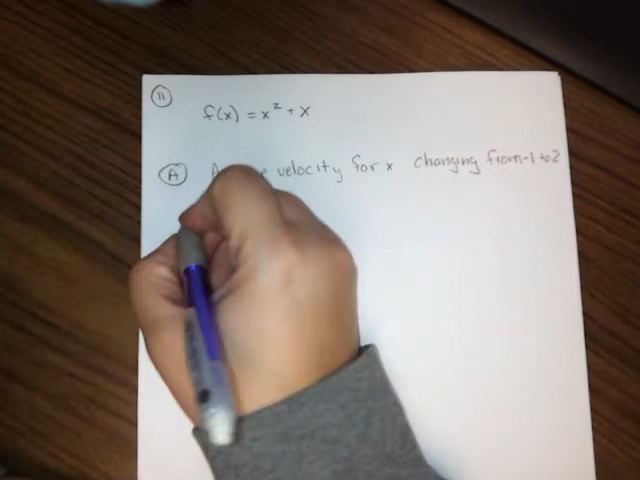 11
f(x) = x² + x
A velocity for x changing from -1 to 2